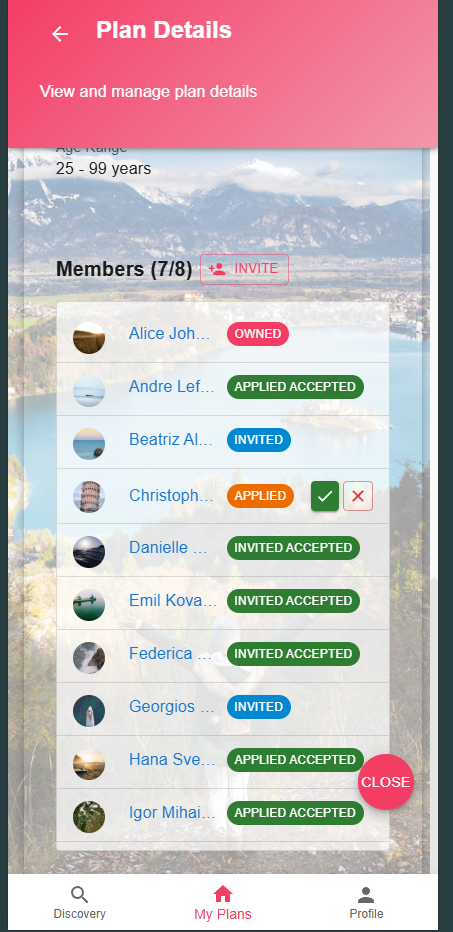 Plan Details
View and manage plan details
Age Range
25 - 99 years
Members (7/8) INVITE
Alice Joh... OWNED
Andre Lef... APPLIED ACCEPTED
Beatriz Al... INVITED
Christoph... APPLIED
Danielle ... INVITED ACCEPTED
Emil Kova... INVITED ACCEPTED
Federica ... INVITED ACCEPTED
Georgios ... INVITED
Hana Sve... APPLIED ACCEPTED
CLOSE
Igor Mihai... APPLIED ACCEPTED
Discovery My Plans Profile